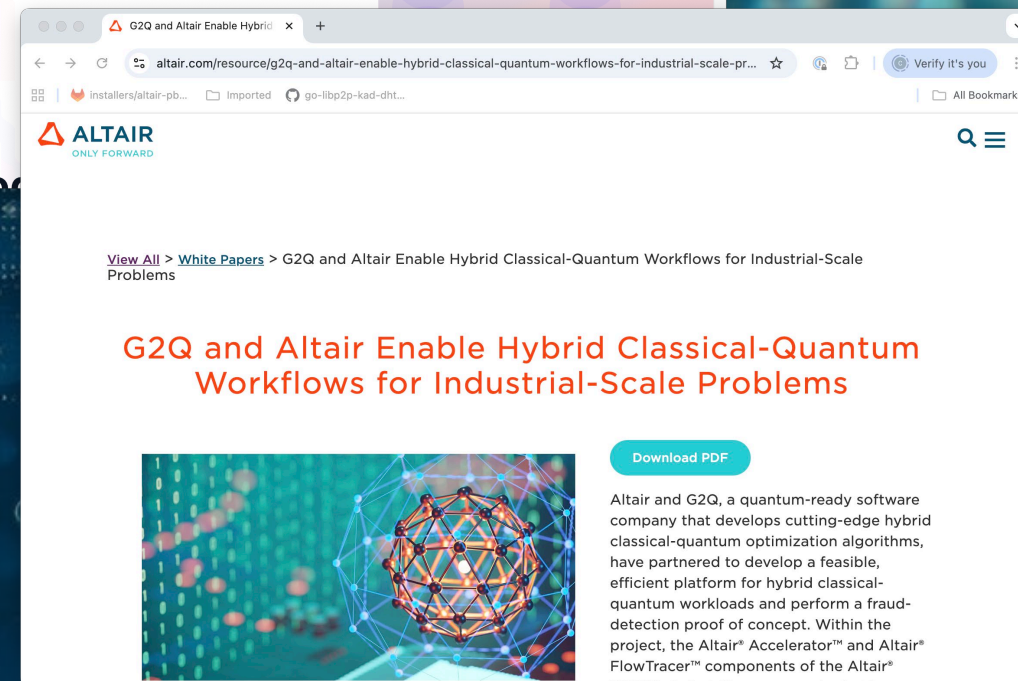 G2Q and Altair Enable Hybrid
altair.com/resource/g2q-and-altair-enable-hybrid-classical-quantum-workflows-for-industrial-scale-pr...
Verify it's you
installers/altair-pb...
Imported
go-libp2p-kad-dht...
All Bookmark
ALTAIR
ONLY FORWARD
View All > White Papers > G2Q and Altair Enable Hybrid Classical-Quantum Workflows for Industrial-Scale
Problems
G2Q and Altair Enable Hybrid Classical-Quantum
Workflows for Industrial-Scale Problems
Download PDF
Altair and G2Q, a quantum-ready software
company that develops cutting-edge hybrid
classical-quantum optimization algorithms,
have partnered to develop a feasible,
efficient platform for hybrid classical-
quantum workloads and perform a fraud-
detection proof of concept. Within the
project, the Altair® Accelerator™ and Altair®
FlowTracer™ components of the Altair®